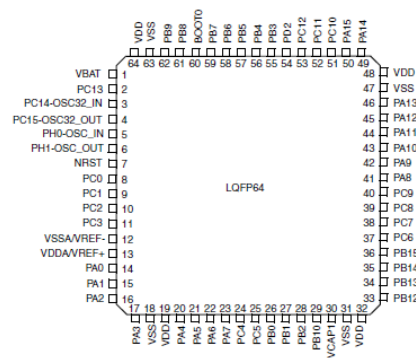 VDD VSS PB9 PB8 BOOT0 PB7 PB6 PB5 PB4 PB3 PD2 PC12 PC11 PC10 PA15 PA14
64 63 62 61 60 59 58 57 56 55 54 53 52 51 50 49
VBAT 1
PC13 2
PC14-OSC32_IN 3
PC15-OSC32_OUT 4
PH0-OSC_IN 5
PH1-OSC_OUT 6
NRST 7
PC0 8
PC1 9
PC2 10
PC3 11
VSSA/VREF- 12
VDDA/VREF+ 13
PA0 14
PA1 15
PA2 16
LQFP64
48 VDD
47 VSS
46 PA13
45 PA12
44 PA11
43 PA10
42 PA9
41 PA8
40 PC9
39 PC8
38 PC7
37 PC6
36 PB15
35 PB14
34 PB13
33 PB12
17 18 19 20 21 22 23 24 25 26 27 28 29 30 31 32
PA3 VSS VDD PA4 PA5 PA6 PA7 PC4 PC5 PB0 PB1 PB2 PB10 VCAP1 VSS VDD